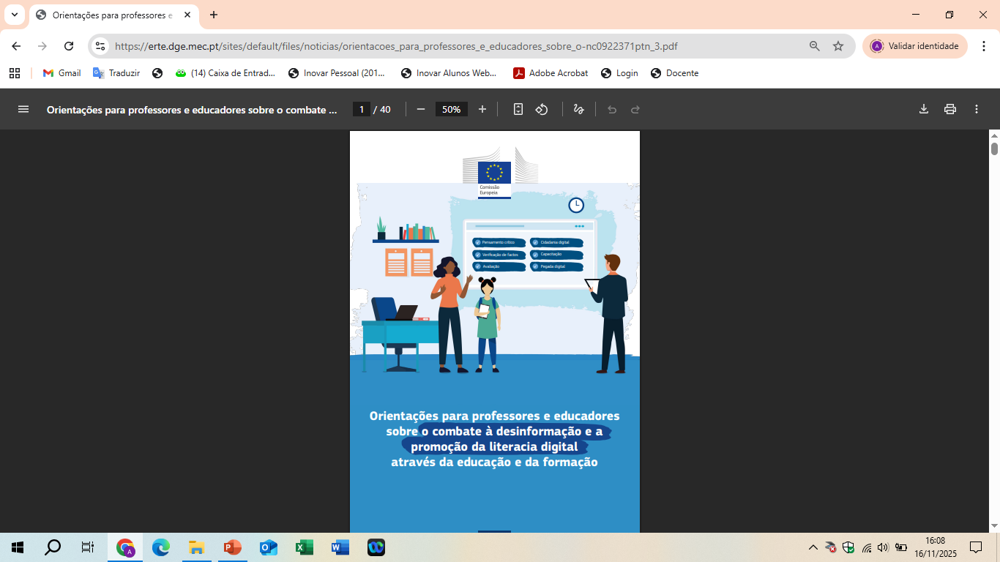 Orientações para professores e
https://erte.dge.mec.pt/sites/default/files/noticias/orientacoes_para_professores_e_educadores_sobre_o-nc0922371ptn_3.pdf
Validar identidade
Gmail
Traduzir
(14) Caixa de Entrad...
Inovar Pessoal (201...
Inovar Alunos Web...
Adobe Acrobat
Login
Docente
Orientações para professores e educadores sobre o combate ...
1 / 40
50%
Comissão
Europeia
Pensamento crítico
Cidadania digital
Verificação de factos
Capacitação
Avaliação
Pegada digital
Orientações para professores e educadores
sobre o combate à desinformação e a
promoção da literacia digital
através da educação e da formação
16:08
16/11/2025